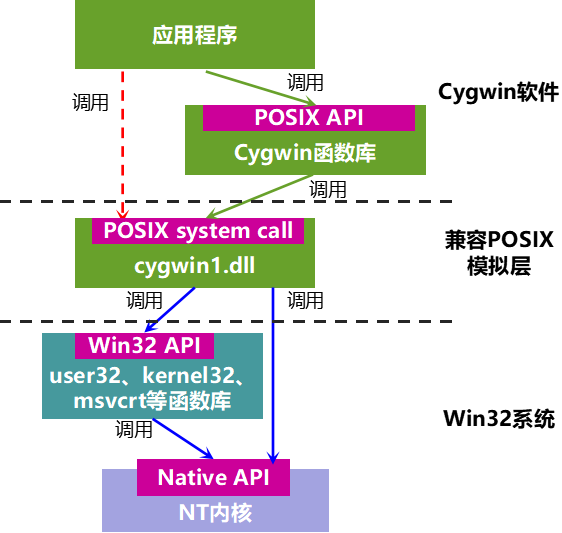 应用程序
调用
调用
Cygwin软件
POSIX API
Cygwin函数库
调用
POSIX system call
cygwin1.dll
兼容POSIX
模拟层
调用
调用
Win32 API
user32、kernel32、
msvcrt等函数库
Win32系统
调用
Native API
NT内核